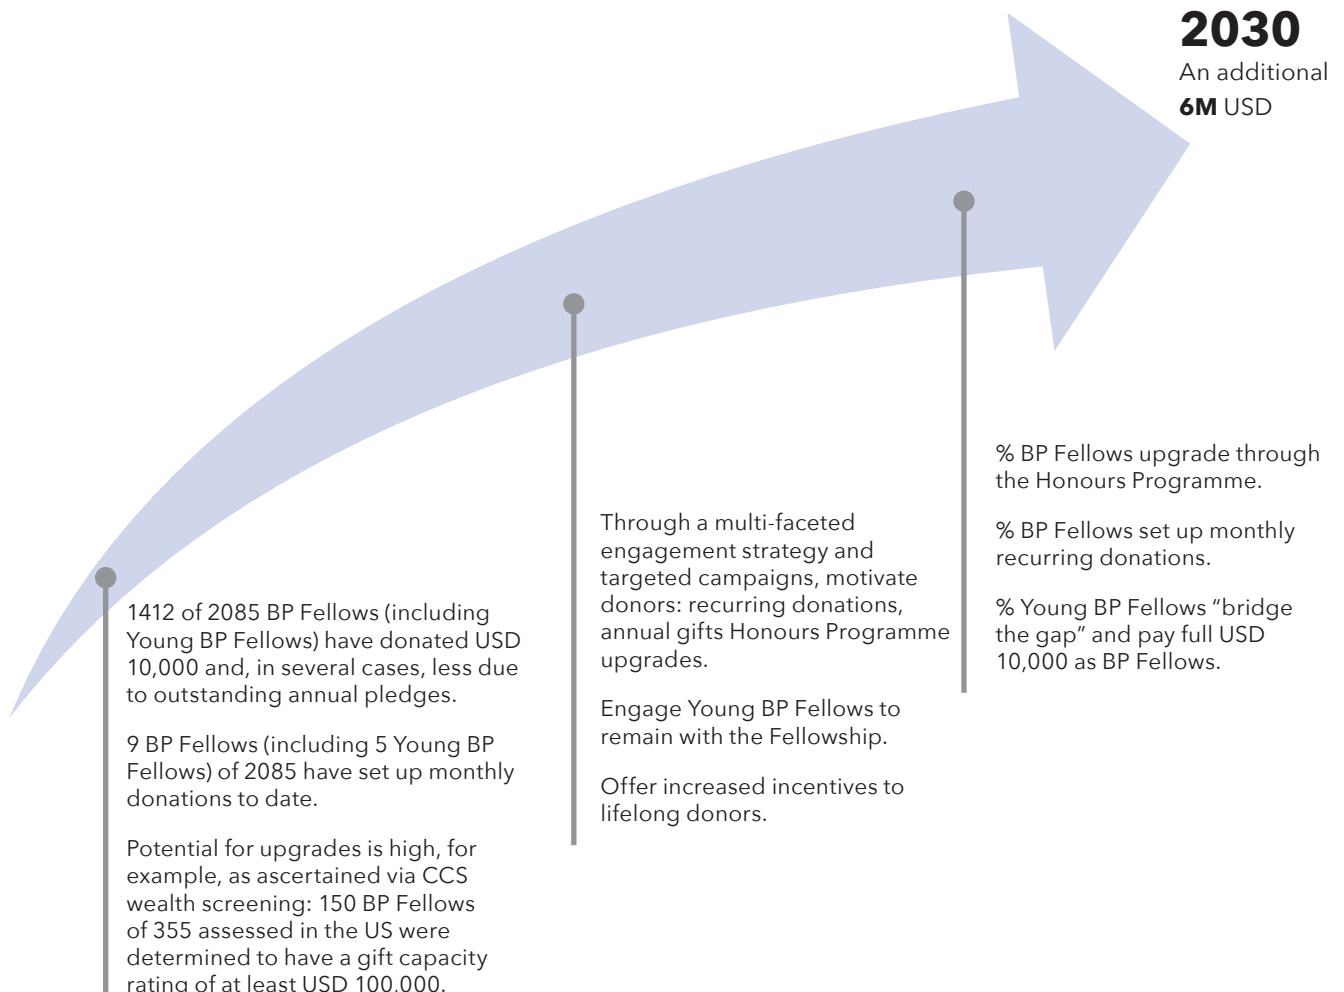 2030
An additional
6M USD
1412 of 2085 BP Fellows (including
Young BP Fellows) have donated USD
10,000 and, in several cases, less due
to outstanding annual pledges.
9 BP Fellows (including 5 Young BP
Fellows) of 2085 have set up monthly
donations to date.
Potential for upgrades is high, for
example, as ascertained via CCS
wealth screening: 150 BP Fellows
of 355 assessed in the US were
determined to have a gift capacity
rating of at least USD 100,000.
Through a multi-faceted
engagement strategy and
targeted campaigns, motivate
donors: recurring donations,
annual gifts Honours Programme
upgrades.
Engage Young BP Fellows to
remain with the Fellowship.
Offer increased incentives to
lifelong donors.
% BP Fellows upgrade through
the Honours Programme.
% BP Fellows set up monthly
recurring donations.
% Young BP Fellows “bridge
the gap” and pay full USD
10,000 as BP Fellows.